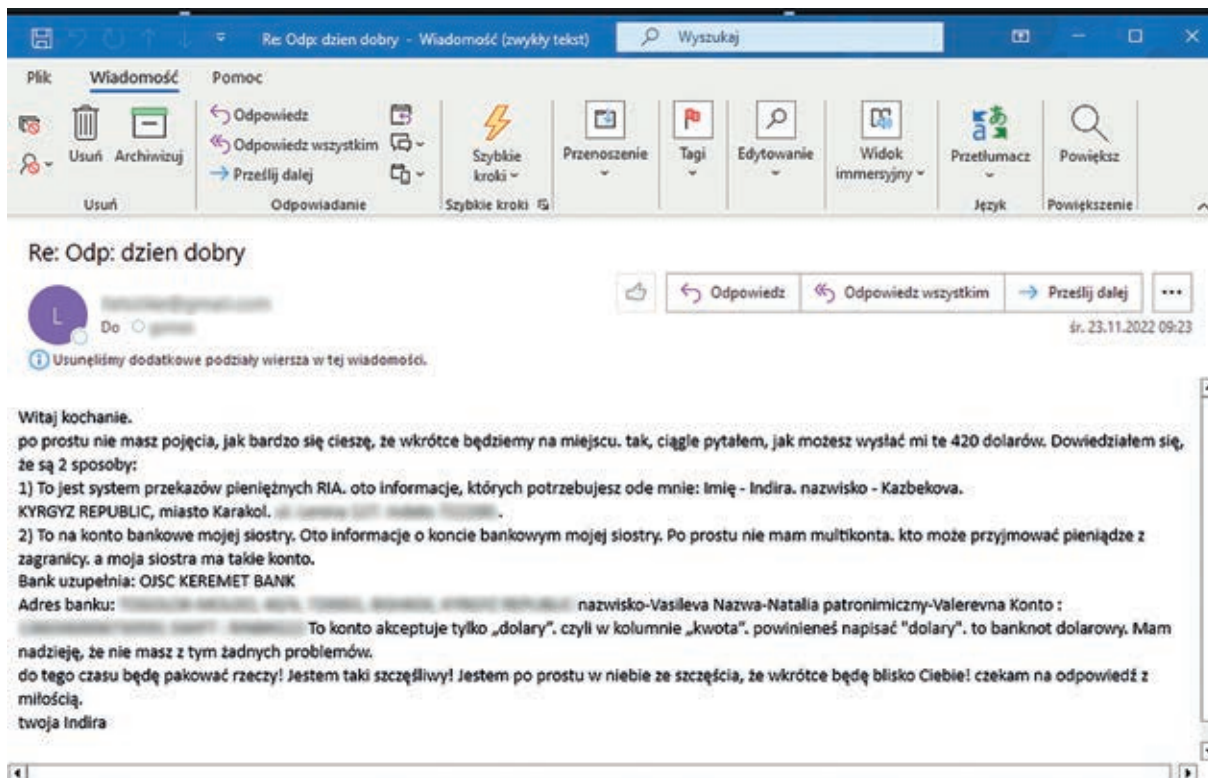 Re: Odp: dzien dobry - Wiadomość (zwykły tekst)
Wyszukaj
Plik Wiadomość Pomoc
Usuń Archiwizuj
Odpowiedz
Odpowiedz wszystkim
Prześlij dalej
Szybkie kroki
Przenoszenie
Tagi
Edytowanie
Widok immersyjny
Przetłumacz
Powiększ
Usuń Odpowiadanie Szybkie kroki Język Powiększenie
Re: Odp: dzien dobry
Odpowiedz Odpowiedz wszystkim Prześlij dalej
L
Do
śr. 23.11.2022 09:23
Usunęliśmy dodatkowe podziały wiersza w tej wiadomości.
Witaj kochanie.
po prostu nie masz pojęcia, jak bardzo się cieszę, że wkrótce będziemy na miejscu. tak, ciągle pytałem, jak możesz wysłać mi te 420 dolarów. Dowiedziałem się,
że są 2 sposoby:
1) To jest system przekazów pieniężnych RIA. oto informacje, których potrzebujesz ode mnie: Imię - Indira. nazwisko - Kazbekova.
KYRGYZ REPUBLIC, miasto Karakol.
2) To na konto bankowe mojej siostry. Oto informacje o koncie bankowym mojej siostry. Po prostu nie mam multikonta. kto może przyjmować pieniądze z
zagranicy. a moja siostra ma takie konto.
Bank uzupełnia: OJSC KEREMET BANK
Adres banku: nazwisko-Vasileva Nazwa-Natalia patronimiczny-Valerevna Konto :
To konto akceptuje tylko „dolary”. czyli w kolumnie „kwota”. powinieneś napisać "dolary". to banknot dolarowy. Mam
nadzieję, że nie masz z tym żadnych problemów.
do tego czasu będę pakować rzeczy! Jestem taki szczęśliwy! Jestem po prostu w niebie ze szczęścia, że wkrótce będę blisko Ciebie! czekam na odpowiedź z
miłością.
twoja Indira